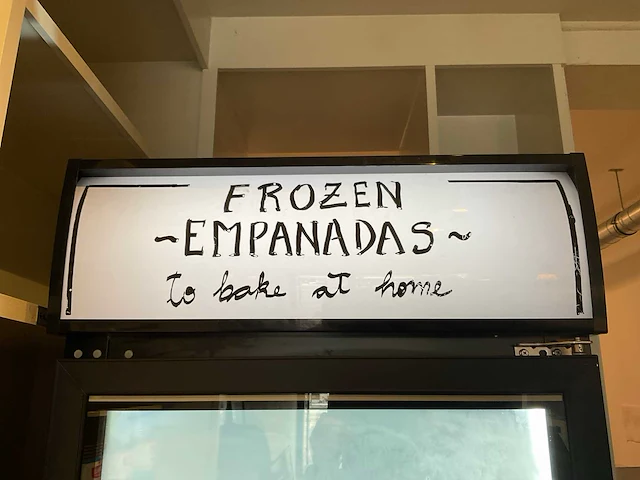 FROZEN
~EMPANADAS~
to bake at home